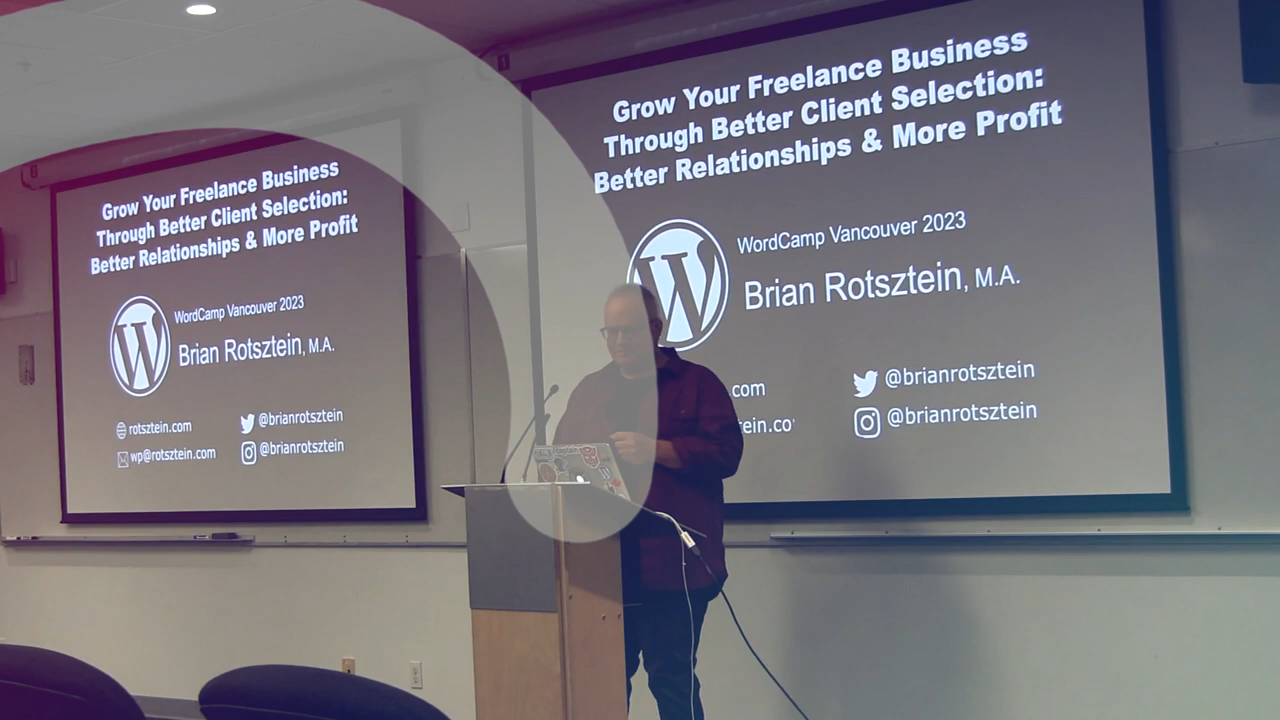 Grow Your Freelance Business
Through Better Client Selection:
Better Relationships & More Profit
WordCamp Vancouver 2023
Brian Rotsztein, M.A.
rotsztein.com
@brianrotsztein
wp@rotsztein.com
@brianrotsztein
Grow Your Freelance Business
Through Better Client Selection:
Better Relationships & More Profit
WordCamp Vancouver 2023
Brian Rotsztein, M.A.
.com
@brianrotsztein
@brianrotsztein